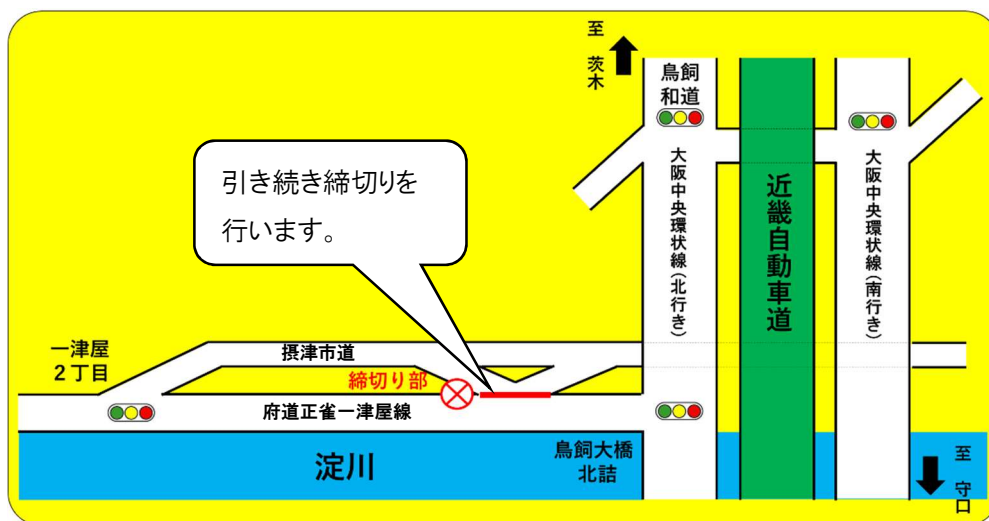 至 茨木
鳥飼
和道
引き続き締切りを
行います。
大阪中央環状線(北行き)
近畿自動車道
大阪中央環状線(南行き)
一津屋
2丁目
摂津市道
締切り部
府道正雀一津屋線
淀川
鳥飼大橋
北詰
至 守口